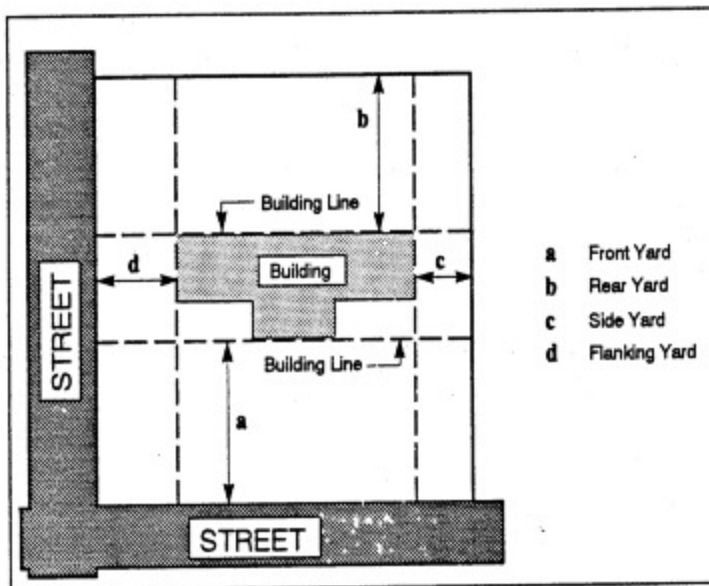 b
Building Line
d
Building
c
STREET
Building Line
a
STREET
a Front Yard
b Rear Yard
c Side Yard
d Flanking Yard